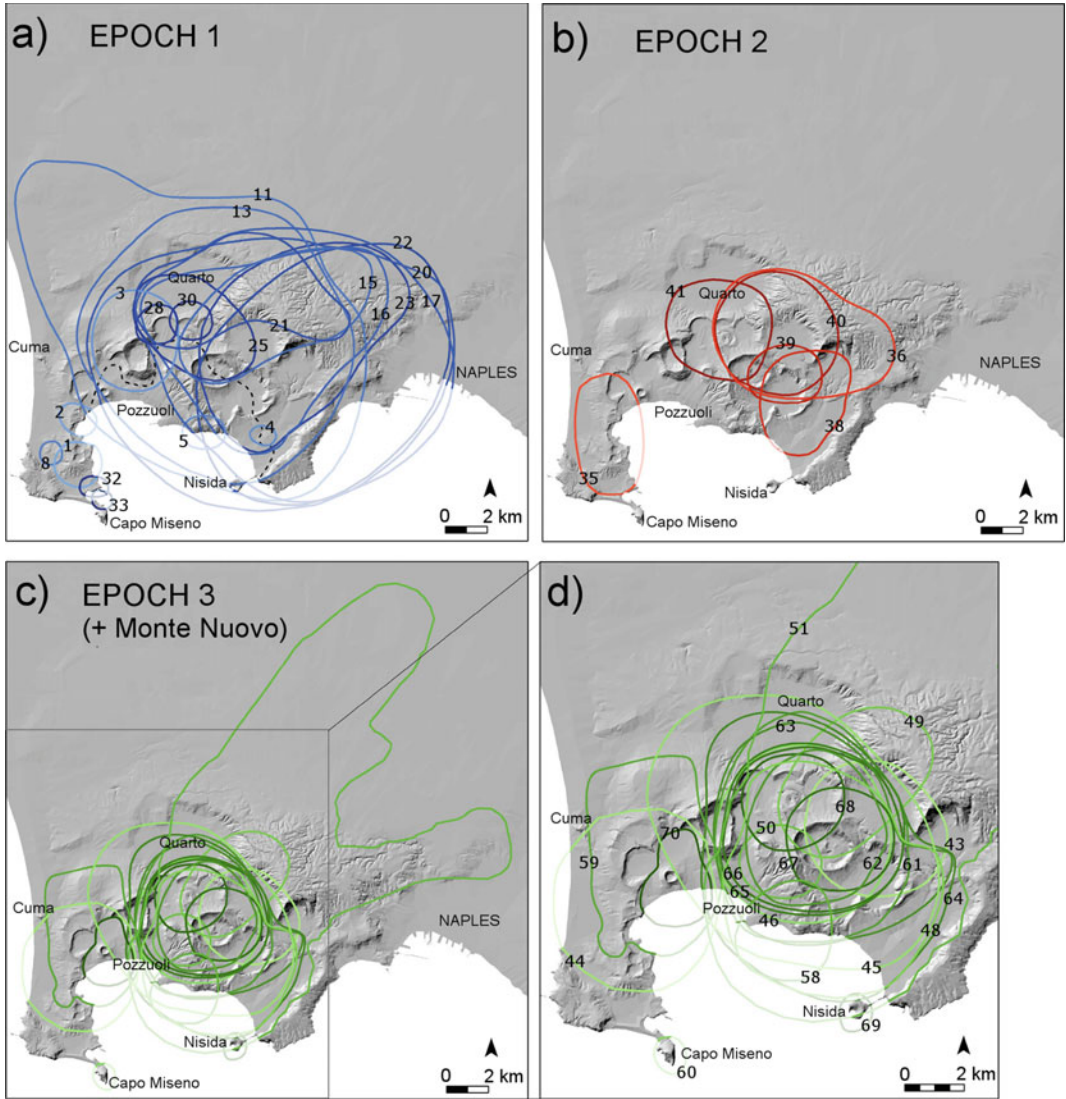 a) EPOCH 1
11
13
22
Quarto
15
20
3
28
30
16
23
17
21
25
Cuma
NAPLES
2
Pozzuoli
5
4
1
8
32
Nisida
33
Capo Miseno
0 2 km
b) EPOCH 2
41
Quarto
40
39
36
Cuma
NAPLES
Pozzuoli
38
35
Nisida
Capo Miseno
0 2 km
c) EPOCH 3
(+ Monte Nuovo)
Quarto
Cuma
NAPLES
Pozzuoli
Nisida
Capo Miseno
0 2 km
d)
51
Quarto
63
49
68
Cuma
70
50
43
59
66
67
62
61
65
64
Pozzuoli
46
48
44
58
45
Nisida
69
Capo Miseno
60
0 2 km